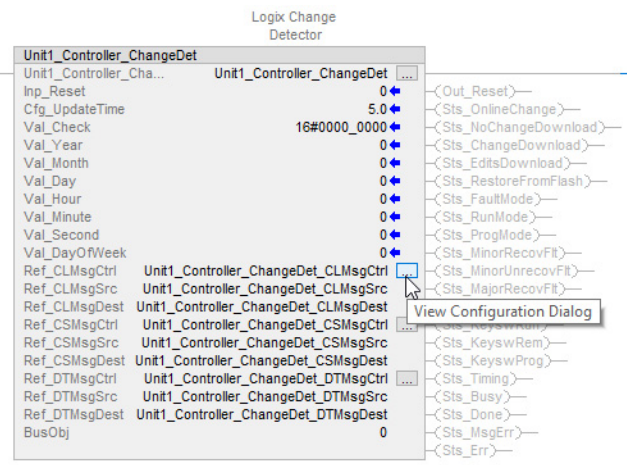 Logix Change
Detector
Unit1_Controller_ChangeDet
Unit1_Controller_Cha... Unit1_Controller_ChangeDet ...
Inp_Reset 0 (Out_Reset)
Cfg_UpdateTime 5.0 (Sts_OnlineChange)
Val_Check 16#0000_0000 (Sts_NoChangeDownload)
Val_Year 0 (Sts_ChangeDownload)
Val_Month 0 (Sts_EditsDownload)
Val_Day 0 (Sts_RestoreFromFlash)
Val_Hour 0 (Sts_FaultMode)
Val_Minute 0 (Sts_RunMode)
Val_Second 0 (Sts_ProgMode)
Val_DayOfWeek 0 (Sts_MinorRecovFlt)
Ref_CLMsgCtrl Unit1_Controller_ChangeDet_CLMsgCtrl ... (Sts_MinorUnrecovFlt)
Ref_CLMsgSrc Unit1_Controller_ChangeDet_CLMsgSrc (Sts_MajorRecovFlt)
Ref_CLMsgDest Unit1_Controller_ChangeDet_CLMsgDest View Configuration Dialog
Ref_CSMsgCtrl Unit1_Controller_ChangeDet_CSMsgCtrl ...
Ref_CSMsgSrc Unit1_Controller_ChangeDet_CSMsgSrc (Sts_KeyswRem)
Ref_CSMsgDest Unit1_Controller_ChangeDet_CSMsgDest (Sts_KeyswProg)
Ref_DTMsgCtrl Unit1_Controller_ChangeDet_DTMsgCtrl ... (Sts_Timing)
Ref_DTMsgSrc Unit1_Controller_ChangeDet_DTMsgSrc (Sts_Busy)
Ref_DTMsgDest Unit1_Controller_ChangeDet_DTMsgDest (Sts_Done)
BusObj 0 (Sts_MsgErr)
(Sts_Err)